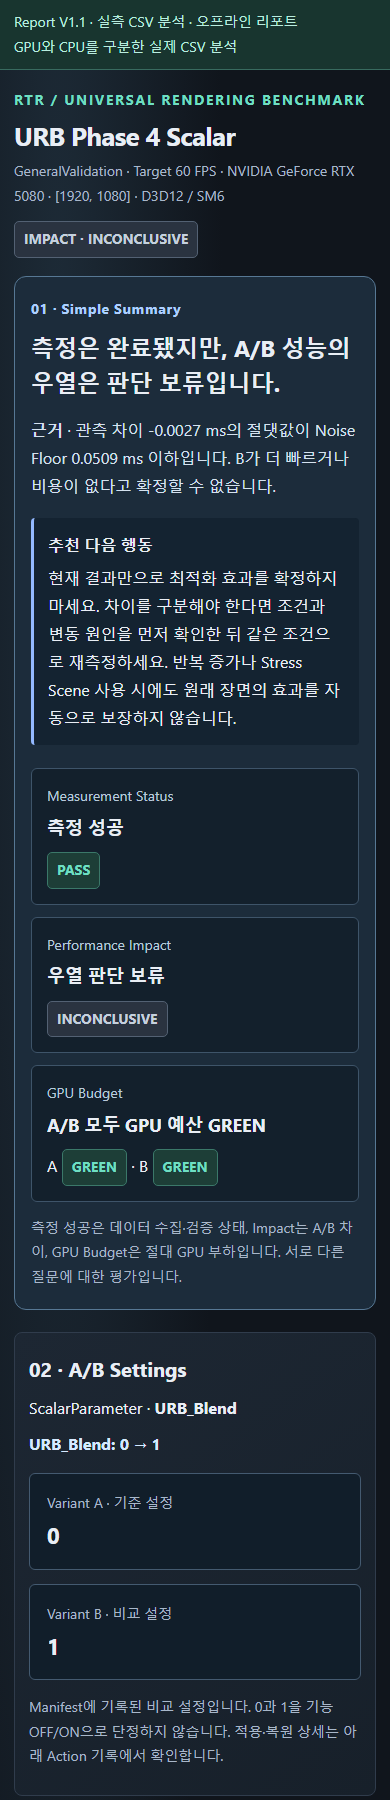 Report V1.1 · 실측 CSV 분석 · 오프라인 리포트
GPU와 CPU를 구분한 실제 CSV 분석
RTR / UNIVERSAL RENDERING BENCHMARK
URB Phase 4 Scalar
GeneralValidation · Target 60 FPS · NVIDIA GeForce RTX
5080 · [1920, 1080] · D3D12 / SM6
IMPACT · INCONCLUSIVE
01 · Simple Summary
측정은 완료됐지만, A/B 성능의
우열은 판단 보류입니다.
근거 · 관측 차이 -0.0027 ms의 절댓값이 Noise
Floor 0.0509 ms 이하입니다. B가 더 빠르거나
비용이 없다고 확정할 수 없습니다.
추천 다음 행동
현재 결과만으로 최적화 효과를 확정하지
마세요. 차이를 구분해야 한다면 조건과
변동 원인을 먼저 확인한 뒤 같은 조건으
로 재측정하세요. 반복 증가나 Stress
Scene 사용 시에도 원래 장면의 효과를 자
동으로 보장하지 않습니다.
Measurement Status
측정 성공
PASS
Performance Impact
우열 판단 보류
INCONCLUSIVE
GPU Budget
A/B 모두 GPU 예산 GREEN
A GREEN · B GREEN
측정 성공은 데이터 수집·검증 상태, Impact는 A/B 차
이, GPU Budget은 절대 GPU 부하입니다. 서로 다른
질문에 대한 평가입니다.
02 · A/B Settings
ScalarParameter · URB_Blend
URB_Blend: 0 → 1
Variant A · 기준 설정
0
Variant B · 비교 설정
1
Manifest에 기록된 비교 설정입니다. 0과 1을 기능
OFF/ON으로 단정하지 않습니다. 적용·복원 상세는 아
래 Action 기록에서 확인합니다.